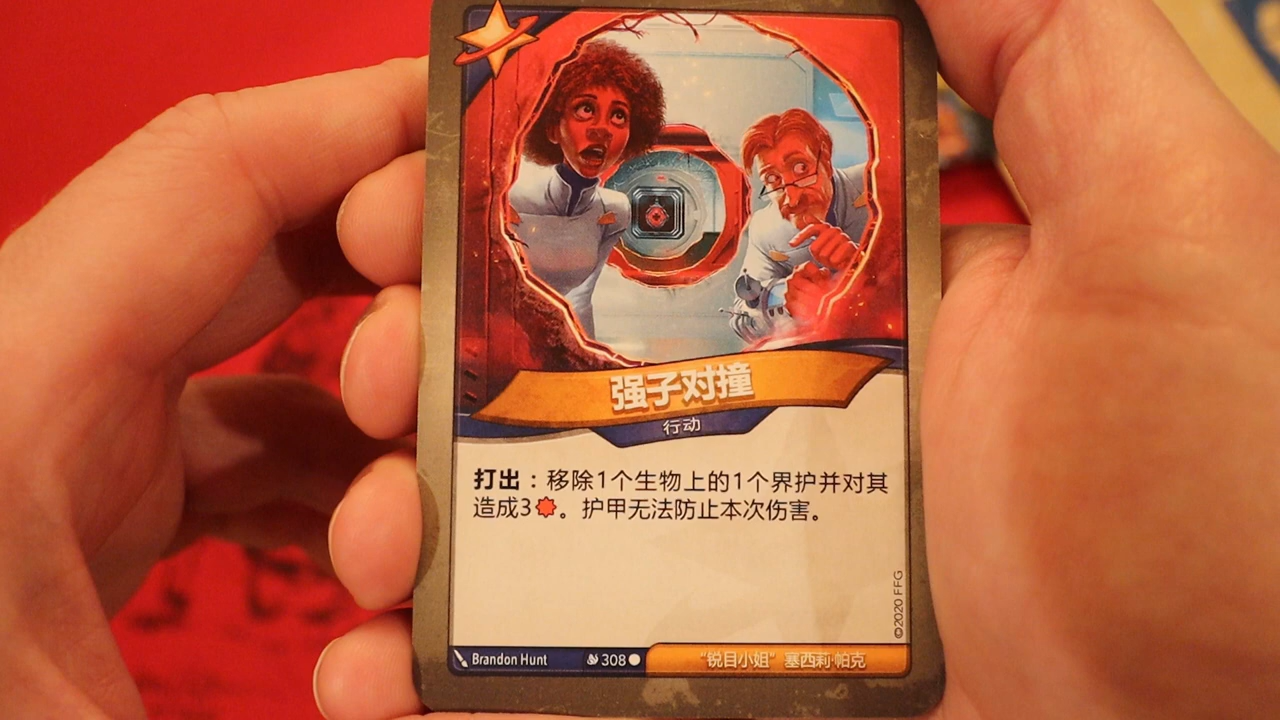 强子对撞
行动
打出：移除1个生物上的1个界护并对其
造成3。护甲无法防止本次伤害。
©2020 FFG
Brandon Hunt
308
“锐目小姐” 塞西莉·帕克